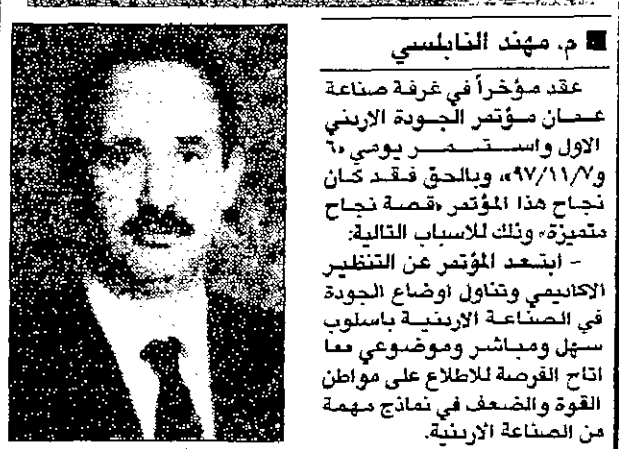 م. مهند النابلسي
عقد مؤخراً في غرفة صناعة
عمان مؤتمر الجودة الاردني
الاول واستمر يومي «٦
و٩٧/١١/٧»، وبالحق فقد كان
نجاح هذا المؤتمر «قصة نجاح
متميزة» وذلك للاسباب التالية:
- ابتعد المؤتمر عن التنظير
الاكاديمي وتناول اوضاع الجودة
في الصناعة الاردنية باسلوب
سهل ومباشر وموضوعي مما
اتاح الفرصة للاطلاع على مواطن
القوة والضعف في نماذج مهمة
من الصناعة الاردنية.